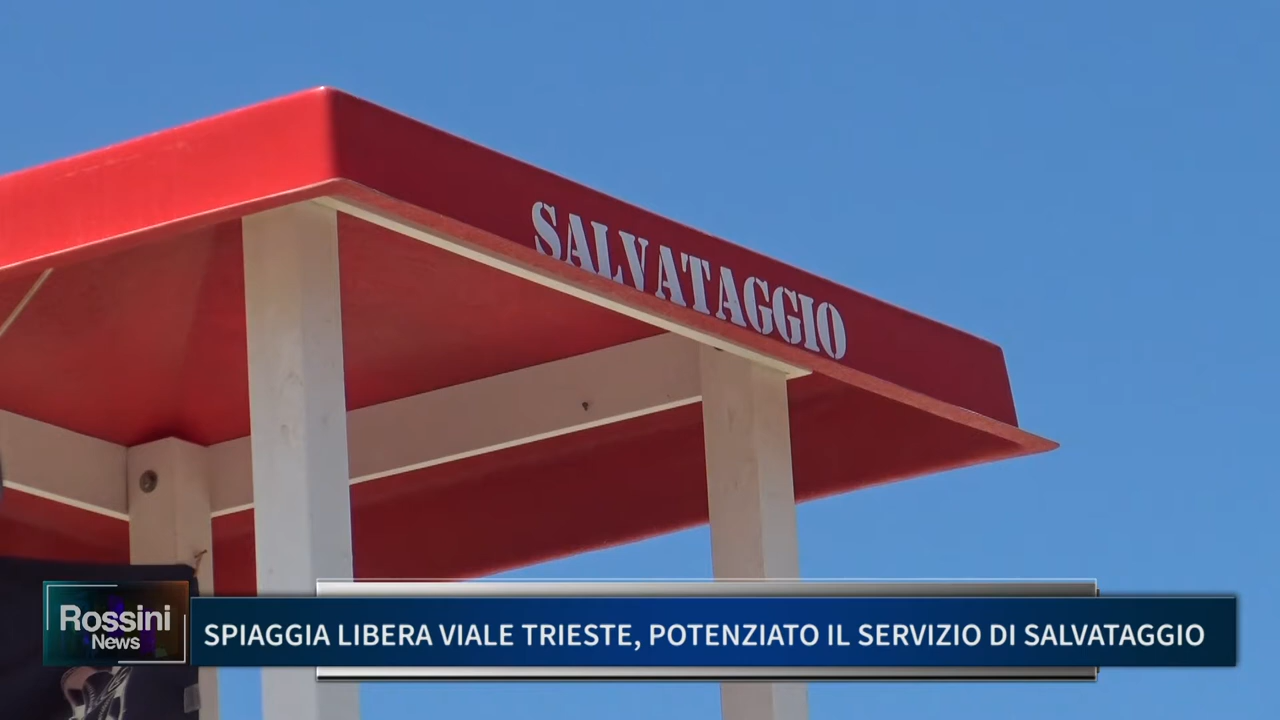 SALVATAGGIO
Rossini
News
SPIAGGIA LIBERA VIALE TRIESTE, POTENZIATO IL SERVIZIO DI SALVATAGGIO